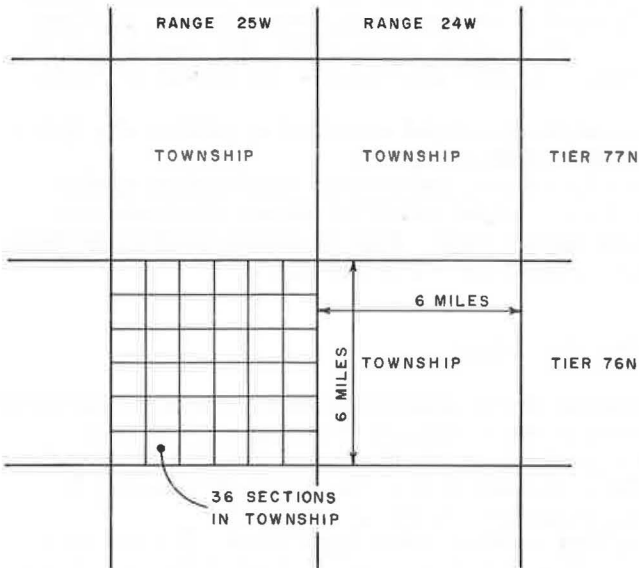 RANGE 25W
RANGE 24W
TOWNSHIP
TOWNSHIP
TIER 77N
6 MILES
6 MILES
TOWNSHIP
TIER 76N
36 SECTIONS
IN TOWNSHIP